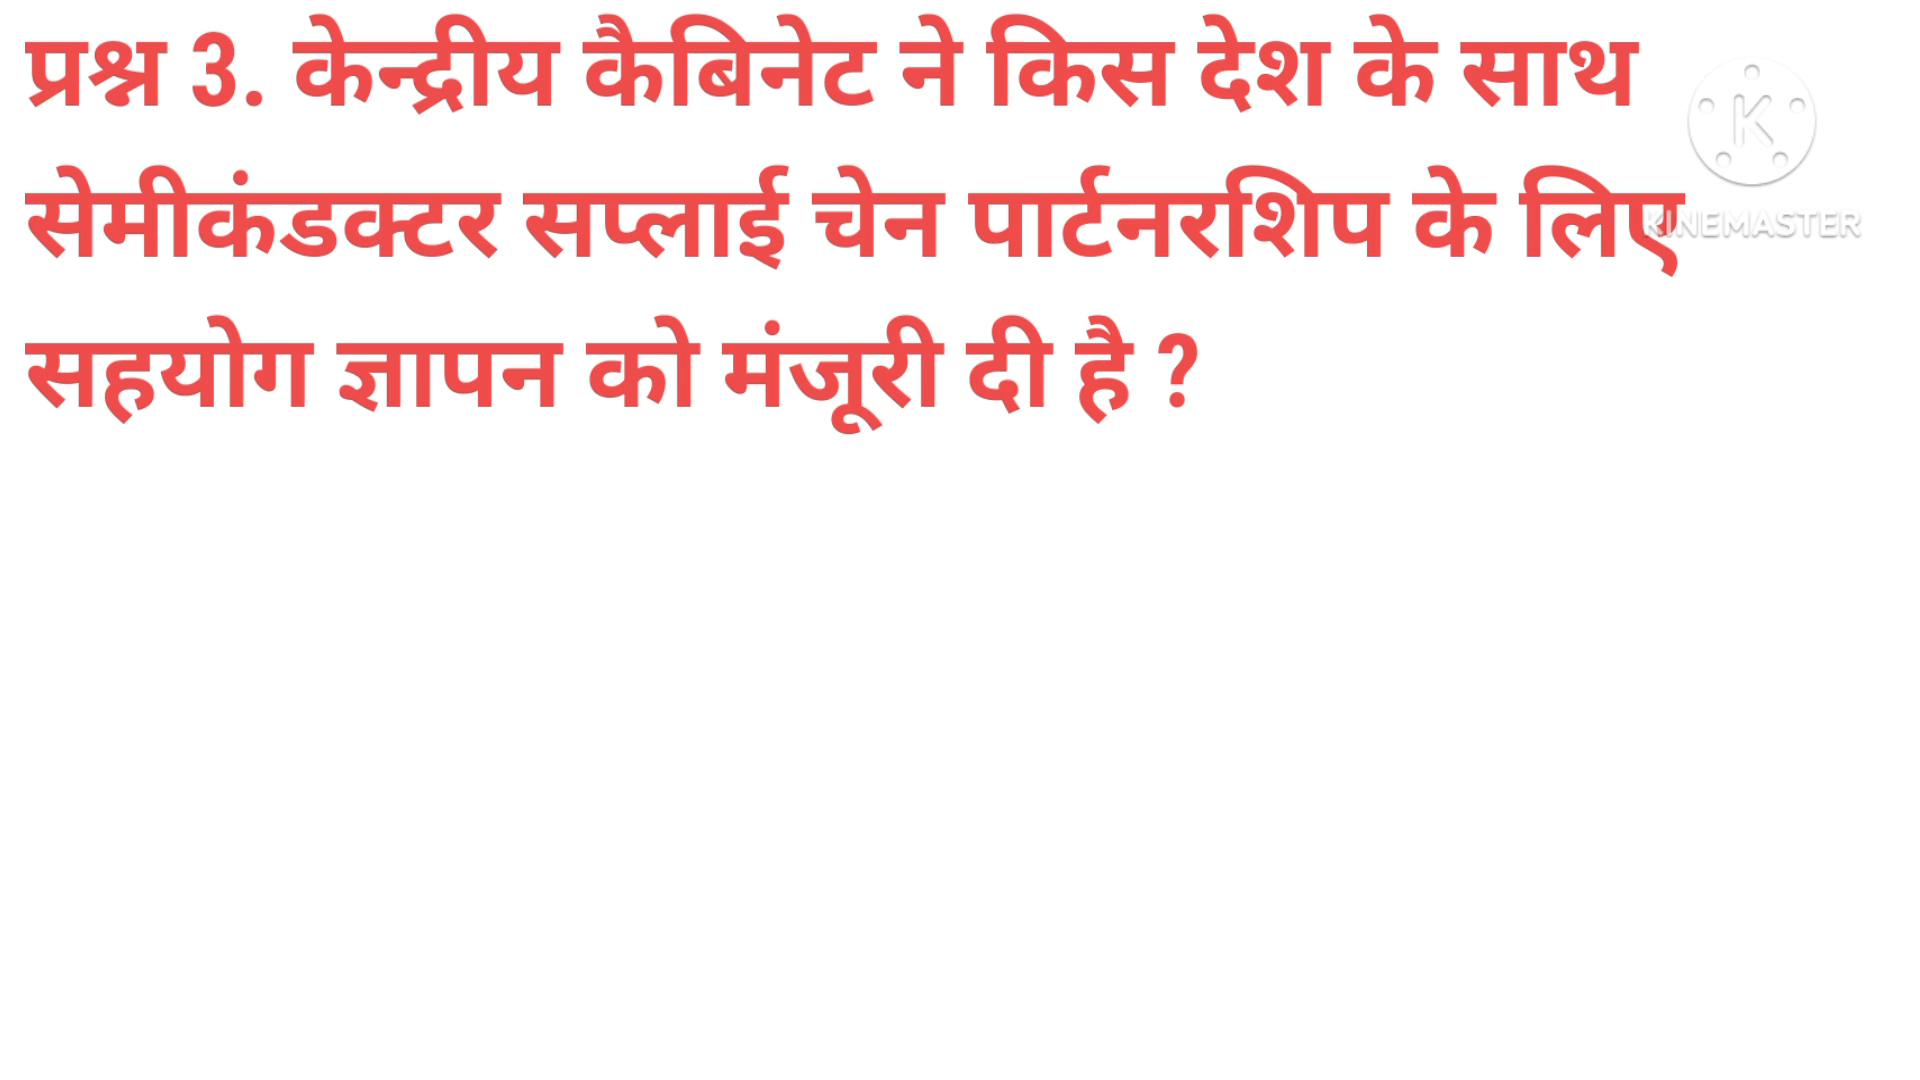 प्रश्न 3. केन्द्रीय कैबिनेट ने किस देश के साथ
सेमीकंडक्टर सप्लाई चेन पार्टनरशिप के लिए
सहयोग ज्ञापन को मंजूरी दी है ?
K
KINEMASTER